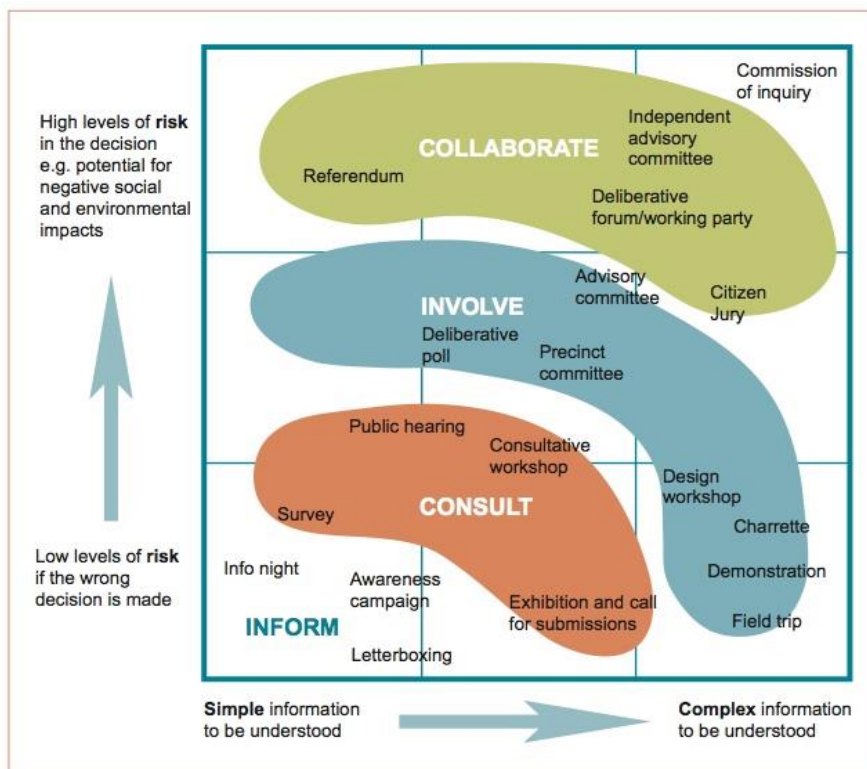 Commission
of inquiry
High levels of risk
in the decision
e.g. potential for
negative social
and environmental
impacts
Independent
advisory
committee
COLLABORATE
Referendum
Deliberative
forum/working party
Advisory
committee
Citizen
Jury
INVOLVE
Deliberative
poll
Precinct
committee
Public hearing
Consultative
workshop
Design
workshop
CONSULT
Survey
Charrette
Low levels of risk
if the wrong
decision is made
Info night
Awareness
campaign
Demonstration
Exhibition and call
for submissions
Field trip
INFORM
Letterboxing
Simple information
to be understood
Complex information
to be understood